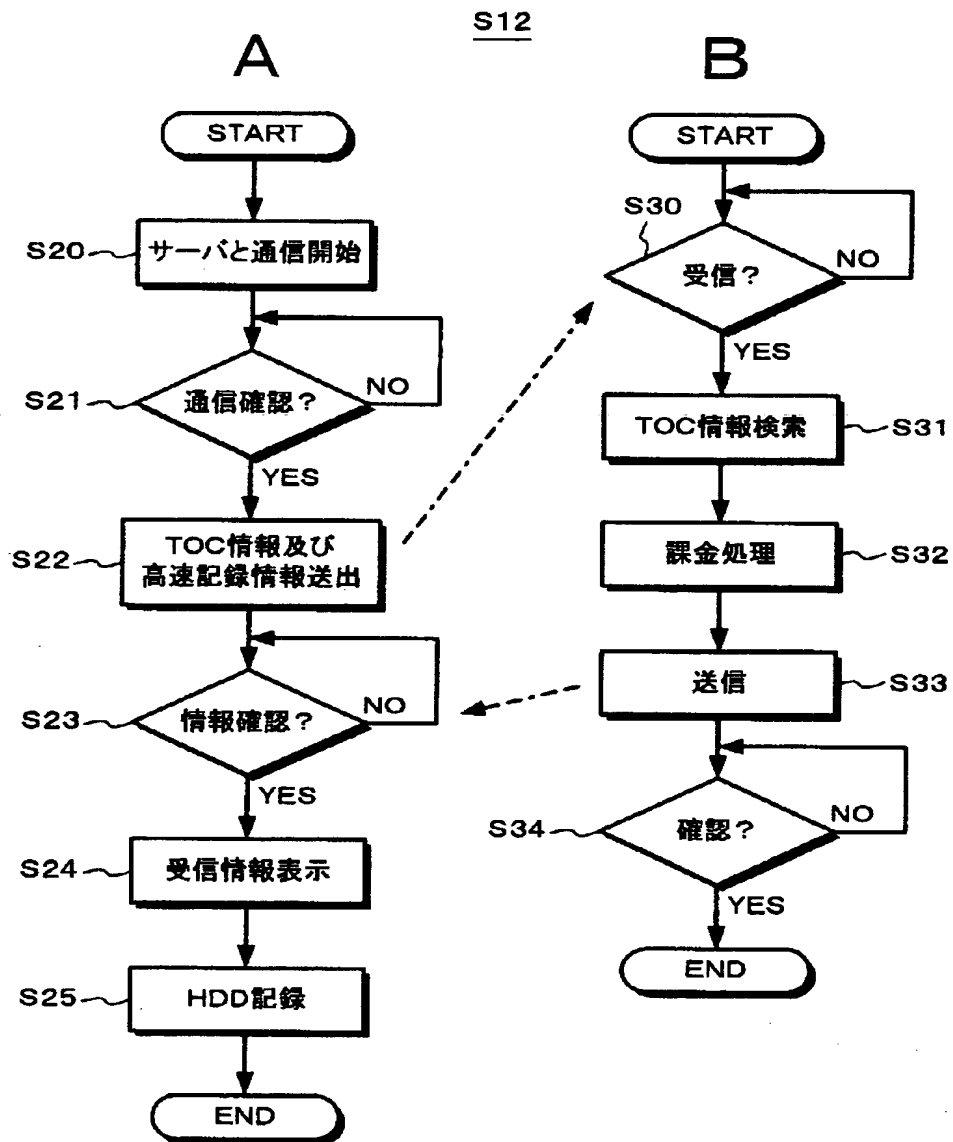 S12
A
START
S20
サーバと通信開始
S21
通信確認?
NO
YES
S22
TOC情報及び
高速記録情報送出
S23
情報確認?
NO
YES
S24
受信情報表示
S25
HDD記録
END
B
START
S30
受信?
NO
YES
TOC情報検索
S31
課金処理
S32
送信
S33
S34
確認?
NO
YES
END